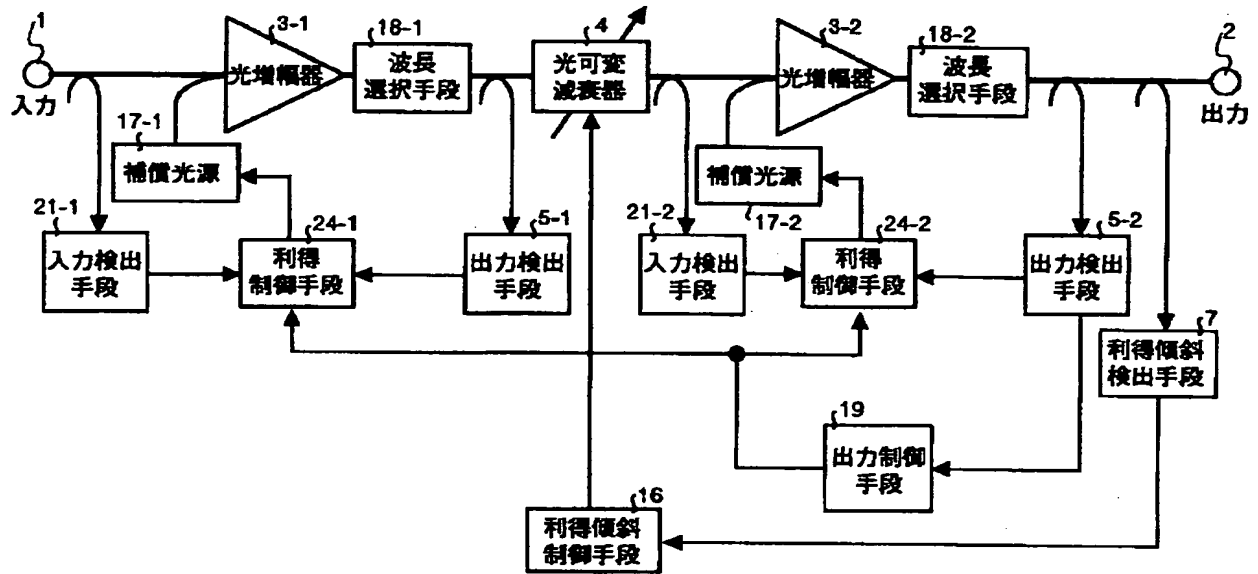 1
入力
3-1
光増幅器
18-1
波長
選択手段
4
光可変
減衰器
3-2
光増幅器
18-2
波長
選択手段
2
出力
17-1
補償光源
補償光源
17-2
21-1
入力検出
手段
24-1
利得
制御手段
5-1
出力検出
手段
21-2
入力検出
手段
24-2
利得
制御手段
5-2
出力検出
手段
7
利得傾斜
検出手段
19
出力制御
手段
16
利得傾斜
制御手段